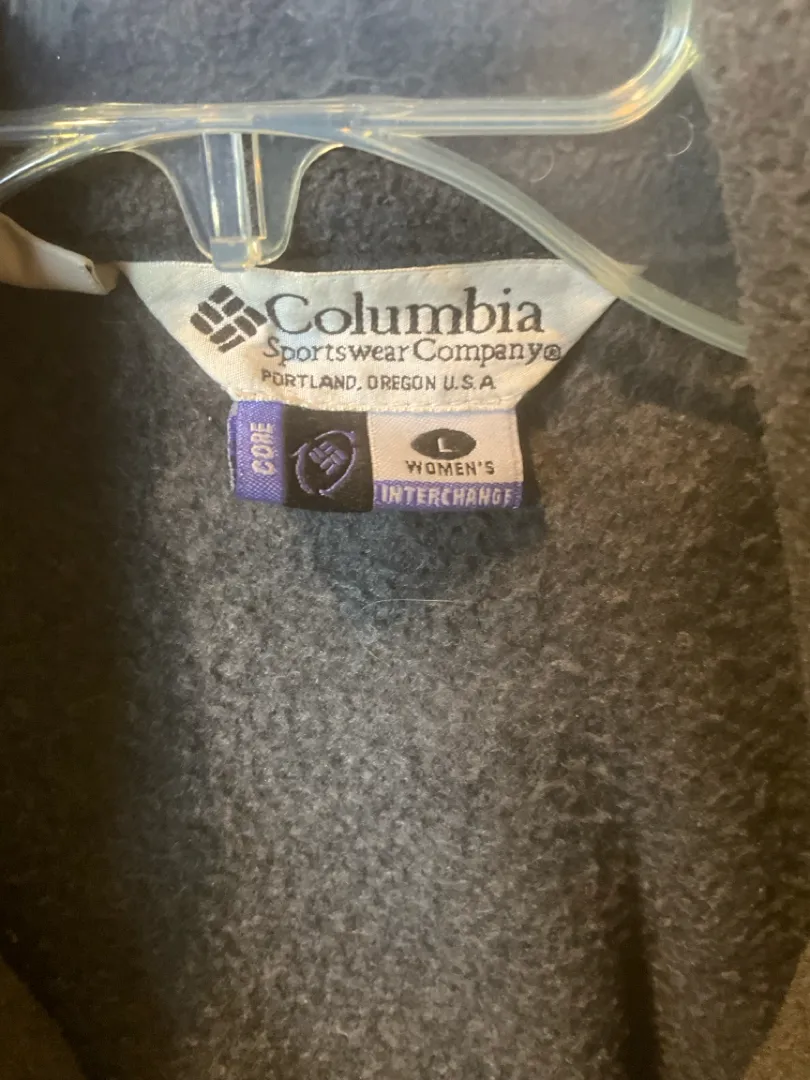 Columbia
Sportswear Company®
PORTLAND, OREGON U.S.A
CORE
L
WOMEN'S
INTERCHANGE